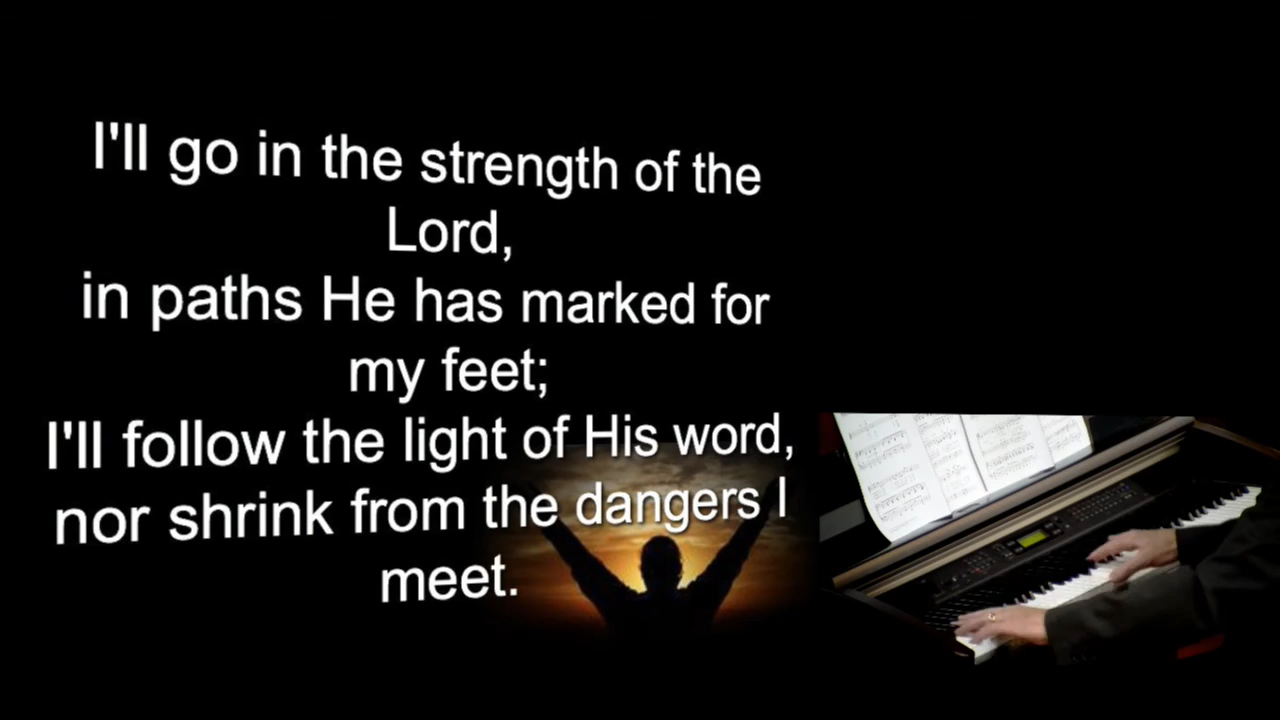 I'll go in the strength of the
Lord,
in paths He has marked for
my feet;
I'll follow the light of His word,
nor shrink from the dangers I
meet.